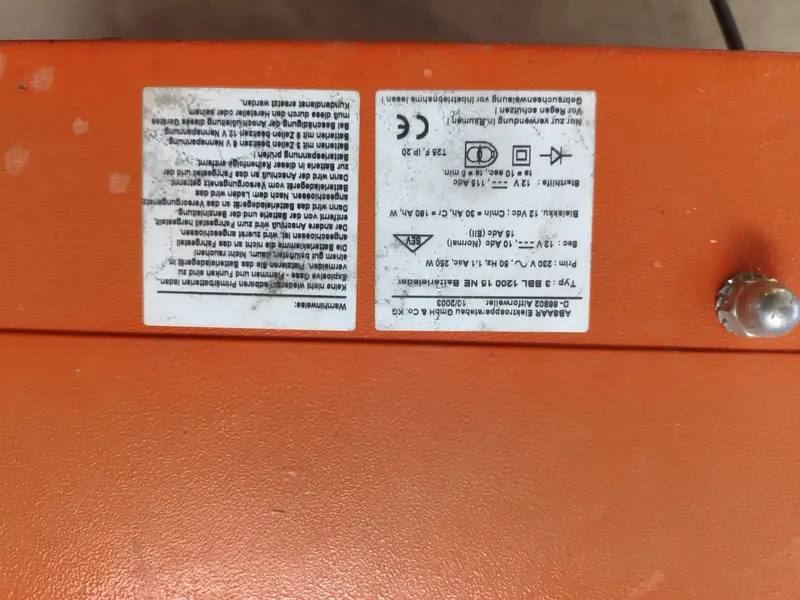 ABSAAR Elektroapparatebau GmbH & Co. KG
D-86802 Airlorweiler 10/2003
Typ : 3 BBL 1200 15 NE Batterielader
Prim : 230 V ~, 50 Hz, 1.1 Aac, 250 W
Sec : 12 V ⎓, 10 Adc (Normal)
15 Adc (Eil)
SEV
Bleiakku, 12 Vdc : Cmin = 30 Ah, Cr = 180 Ah, W
Starthilfe : 12 V ⎓, 115 Adc
te = 10 sec., ta = 5 min.
T25 F, IP 20
CE
Nur zur verwendung in Räumen !
Vor Regen schützen !
Gebrauchsanweisung vor Inbetriebnahme lesen !
Warnhinweise:
Keine nicht wieder aufladbaren Primärbatterien laden
Explosive Gase - Flammen und Funken sind zu
vermeiden. Platzieren Sie das Batterieladegerät in
einem gut belüfteten Raum. Nicht rauchen
Die Batterieklemme die nicht an das Fahrgestell
angeschlossen ist, wird zuerst angeschlossen
Der andere Anschluß wird zum Fahrgestell hergestellt,
entfernt von der Batterie und der Benzinleitung
Dann wird das Batterieladegerät an das Versorgungsnetz
angeschlossen. Nach dem Laden wird das
Batterieladegerät vom Versorgungsnetz getrennt
Dann wird der Anschluß an das Fahrgestell und der
zur Batterie in dieser Reihenfolge entfernt.
Batteriespannung prüfen !
Batterien mit 3 Zellen besitzen 6 V Nennspannung
Batterien mit 6 Zellen besitzen 12 V Nennspannung
Bei Beschädigung der Anschlußleitung dieses Gerätes
muß diese durch den Hersteller oder seinem
Kundendienst ersetzt werden.